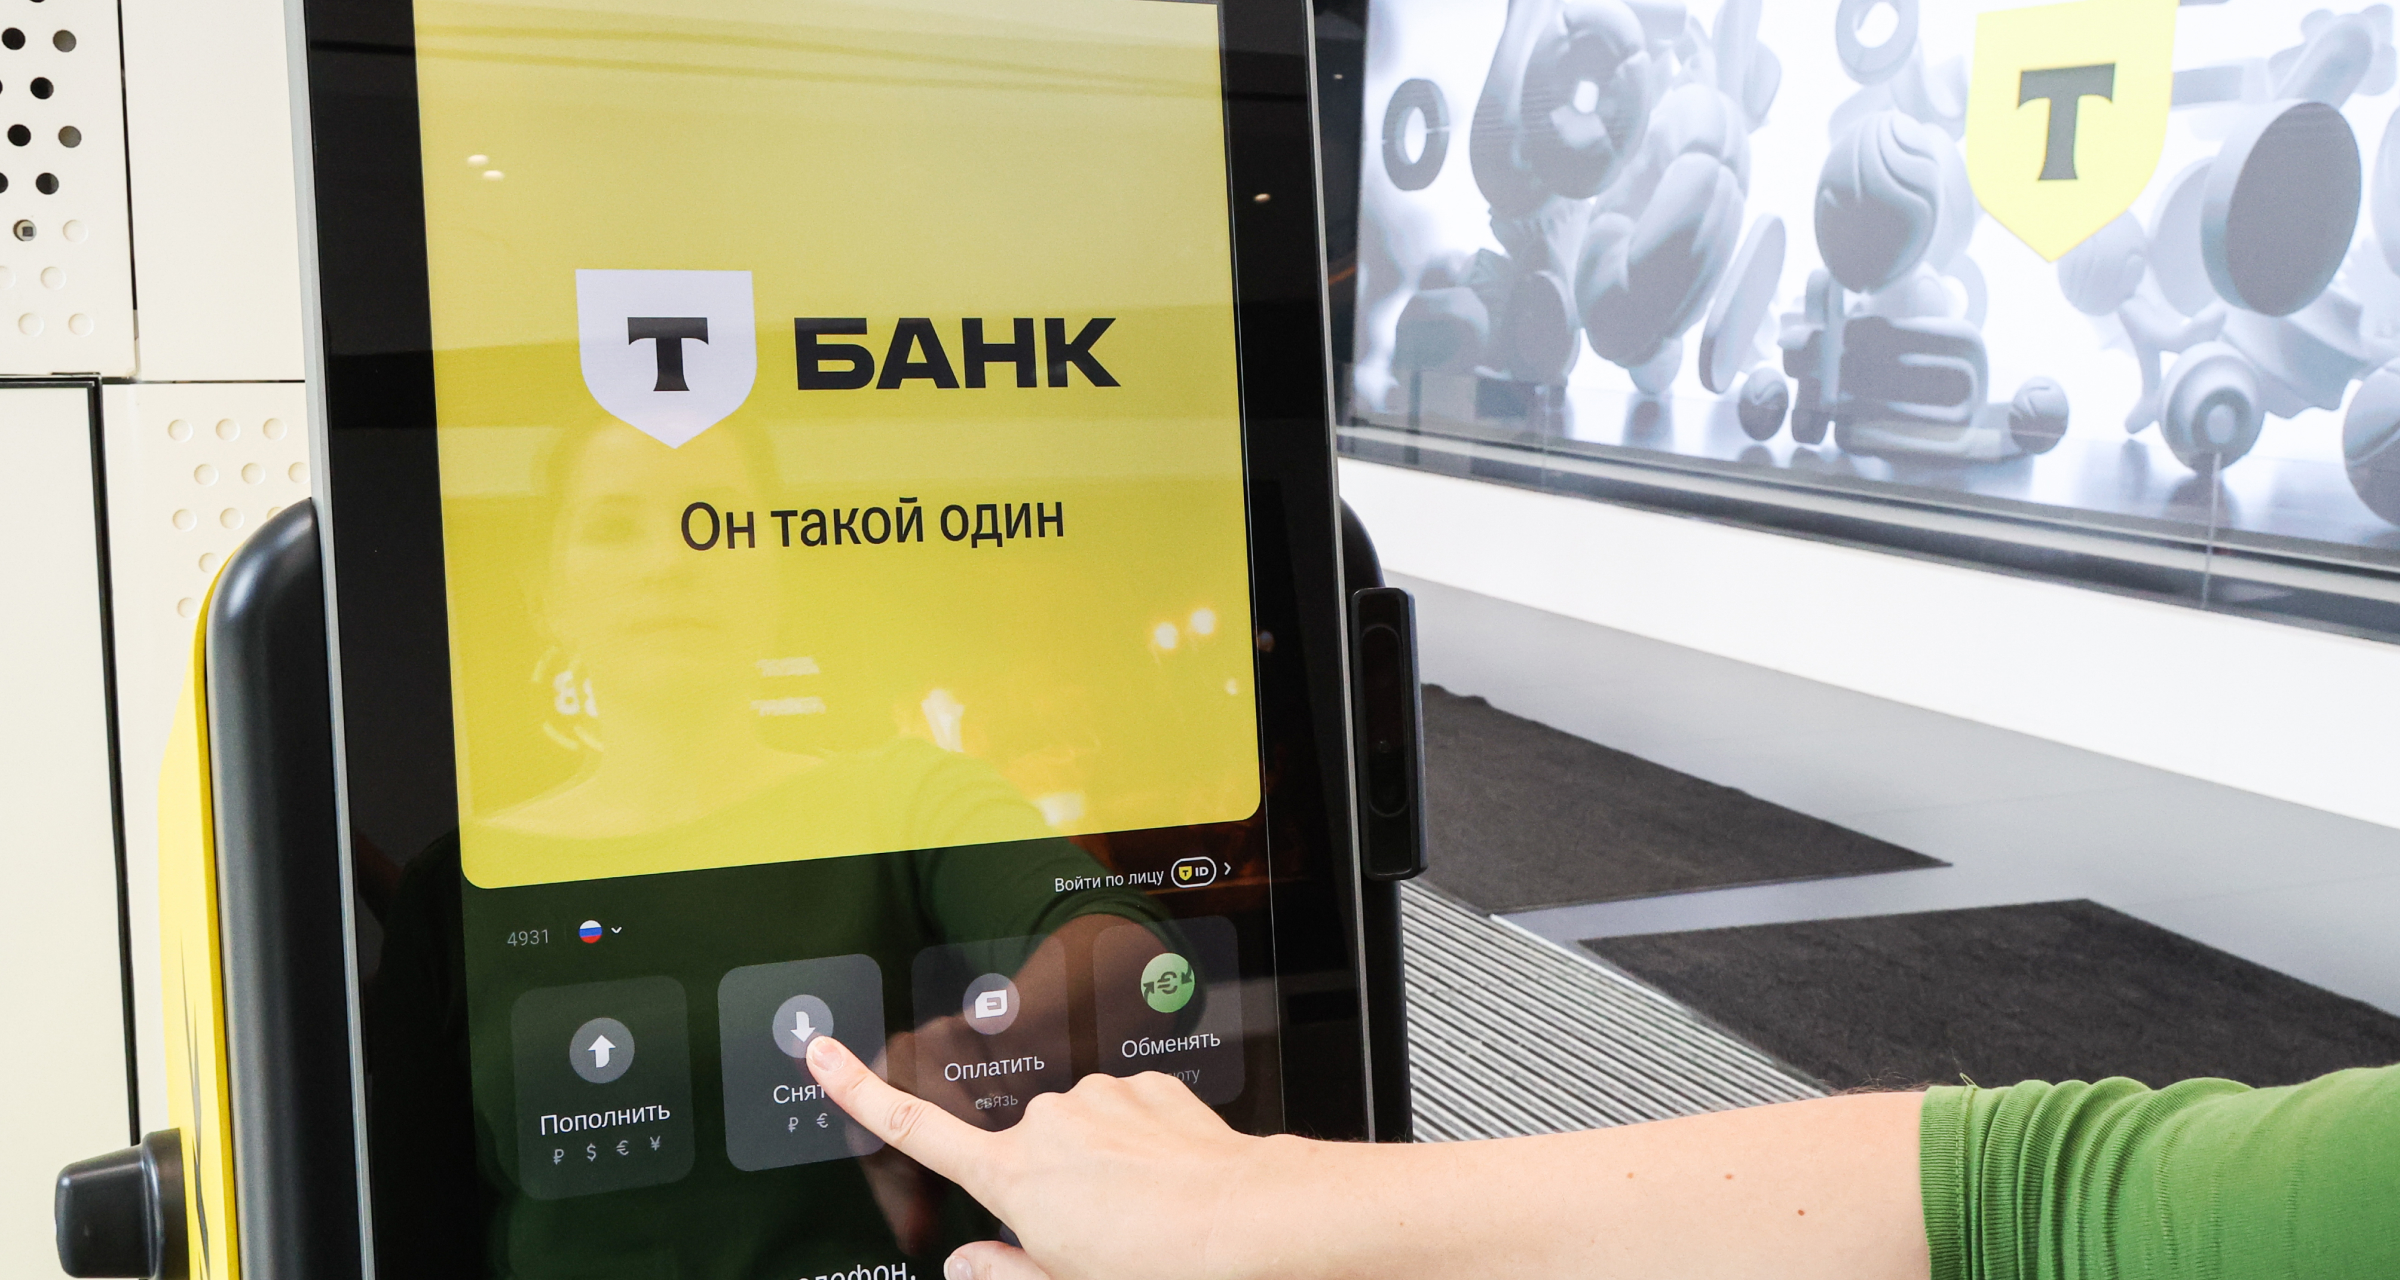 Т
Т БАНК
Он такой один
Войти по лицу T ID
4931
Пополнить
₽ $ € ¥
₽ €
Оплатить
связь
Обменять